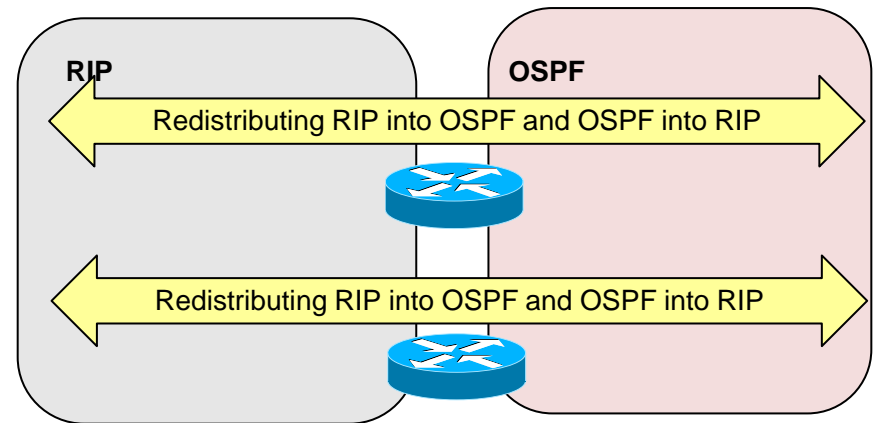 RIP
OSPF
Redistributing RIP into OSPF and OSPF into RIP
Redistributing RIP into OSPF and OSPF into RIP